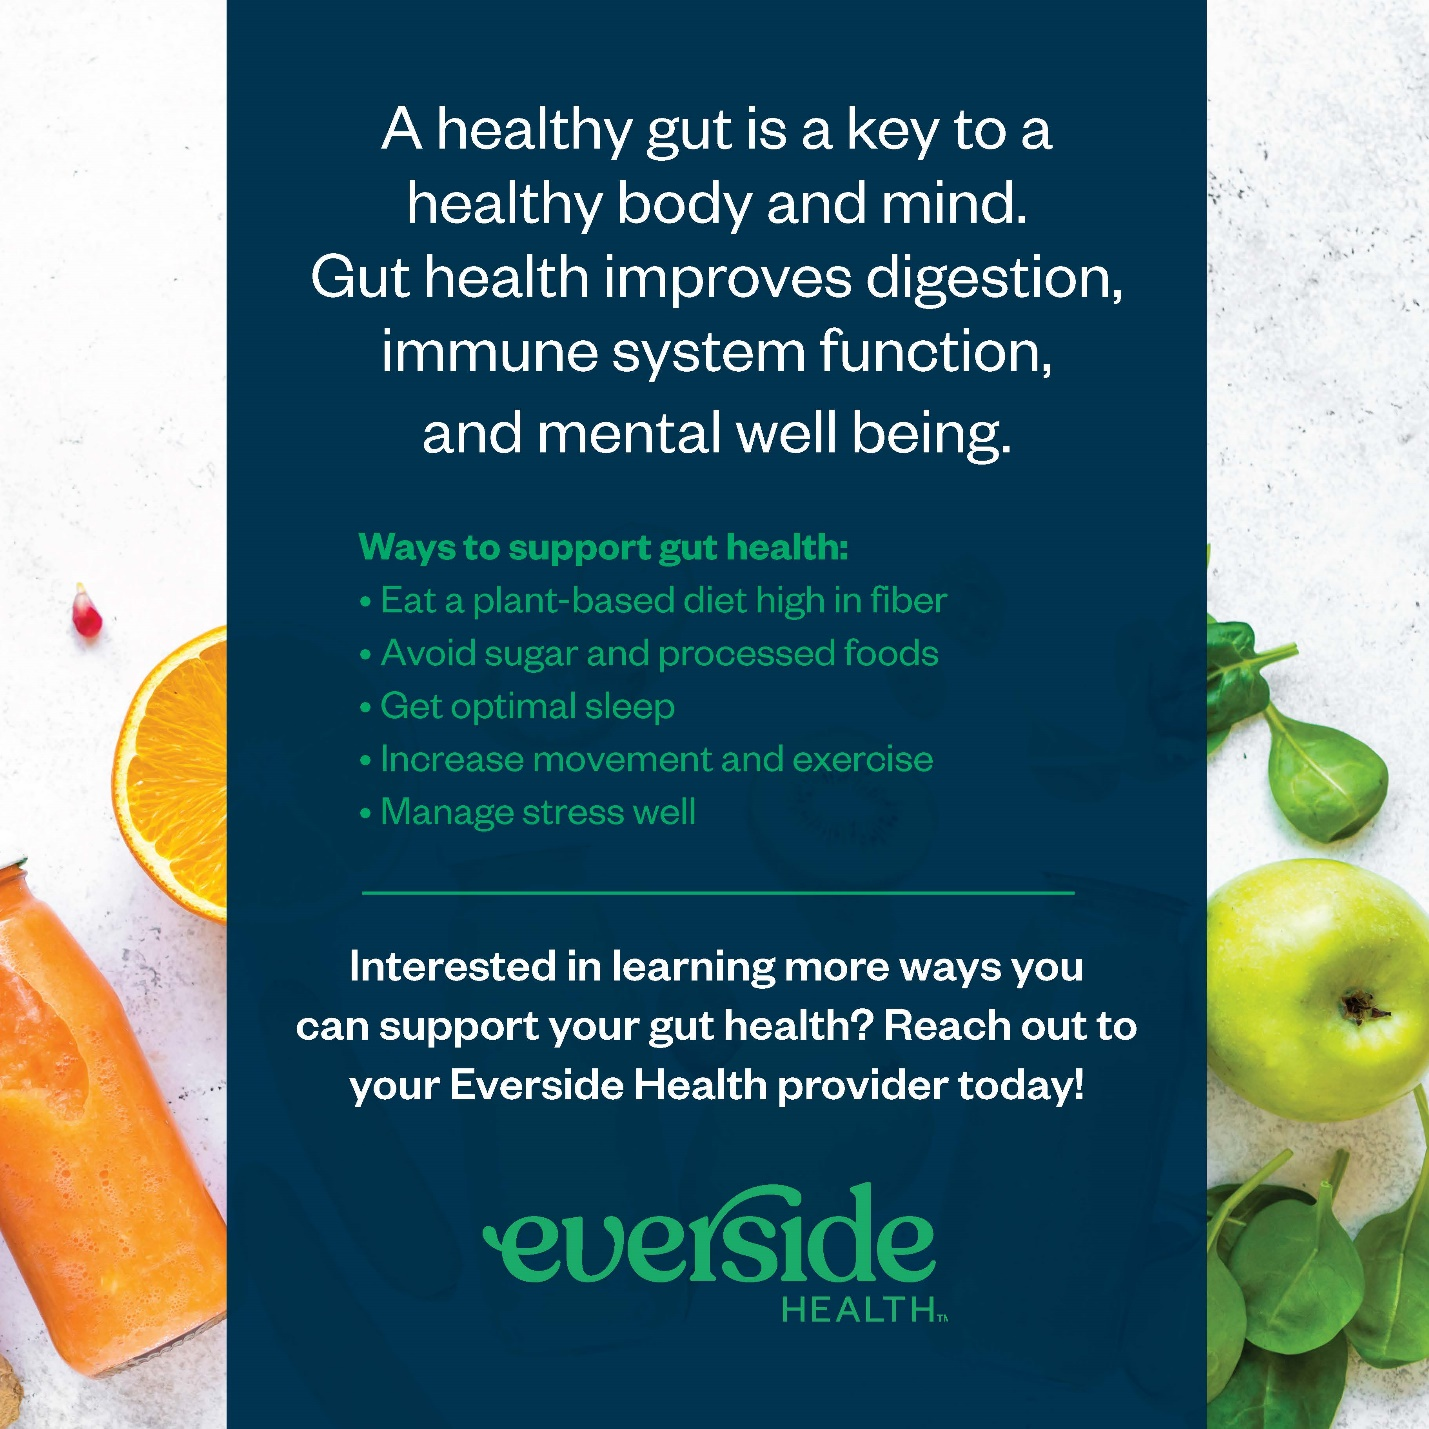 A healthy gut is a key to a
healthy body and mind.
Gut health improves digestion,
immune system function,
and mental well being.
Ways to support gut health:
• Eat a plant-based diet high in fiber
• Avoid sugar and processed foods
• Get optimal sleep
• Increase movement and exercise
• Manage stress well
Interested in learning more ways you
can support your gut health? Reach out to
your Everside Health provider today!
everside
HEALTH™